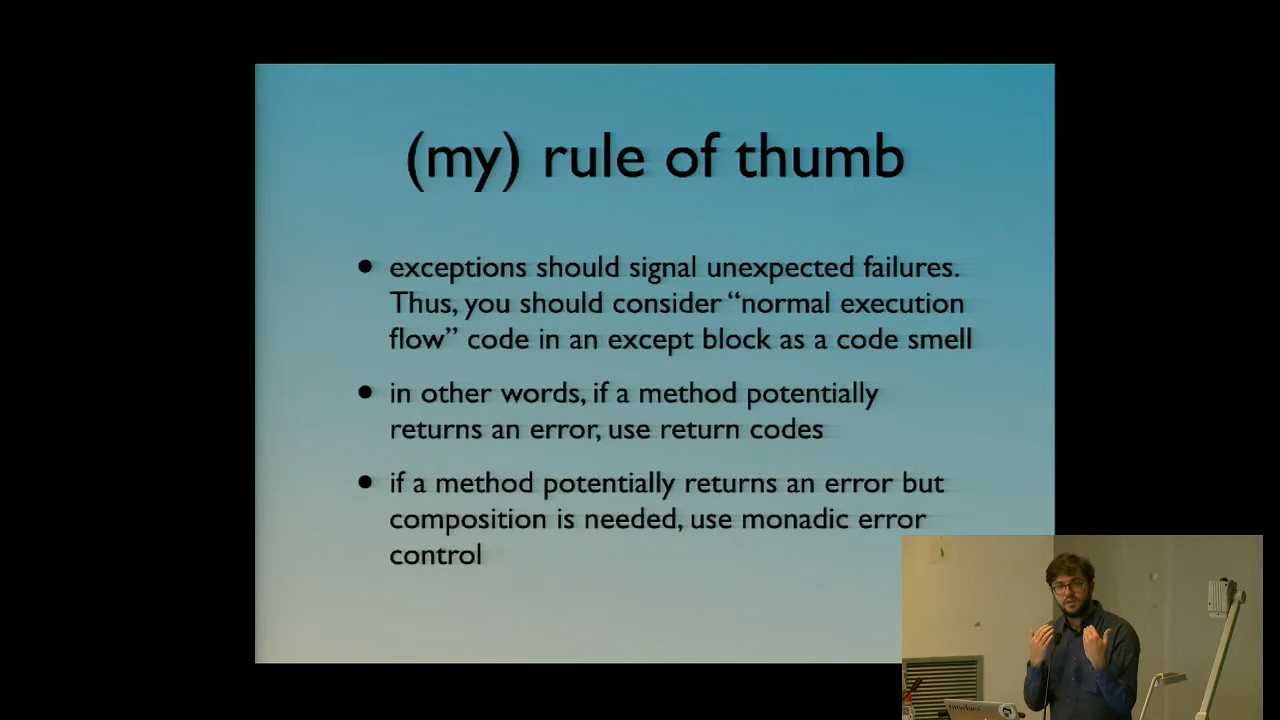 (my) rule of thumb
• exceptions should signal unexpected failures.
Thus, you should consider “normal execution
flow” code in an except block as a code smell
• in other words, if a method potentially
returns an error, use return codes
• if a method potentially returns an error but
composition is needed, use monadic error
control